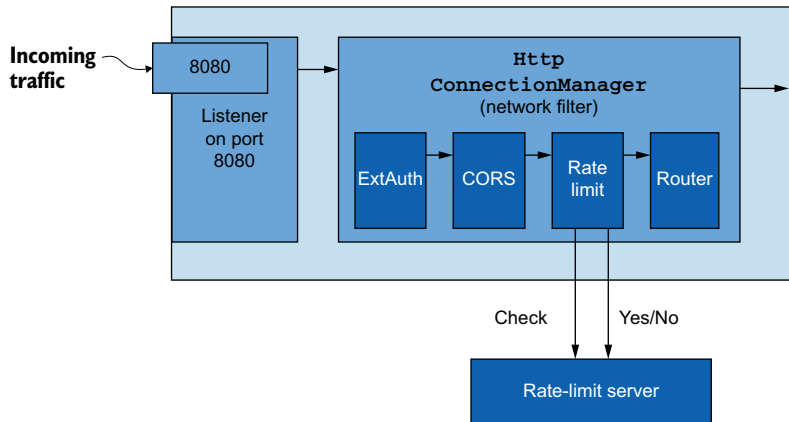 Incoming
traffic
8080
Listener
on port
8080
Http
ConnectionManager
(network filter)
ExtAuth
CORS
Rate
limit
Router
Check
Yes/No
Rate-limit server